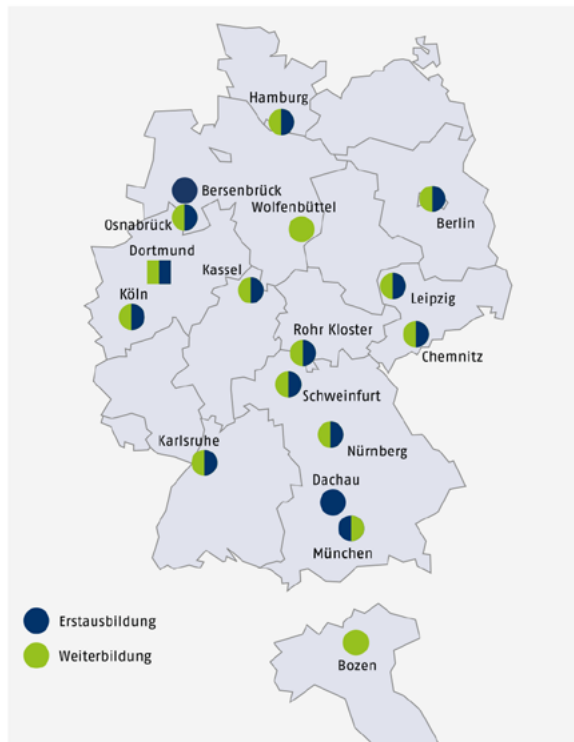 Hamburg
Bersenbrück
Wolfenbüttel
Osnabrück
Berlin
Dortmund
Kassel
Köln
Leipzig
Rohr Kloster
Chemnitz
Schweinfurt
Karlsruhe
Nürnberg
Dachau
München
Erstausbildung
Weiterbildung
Bozen